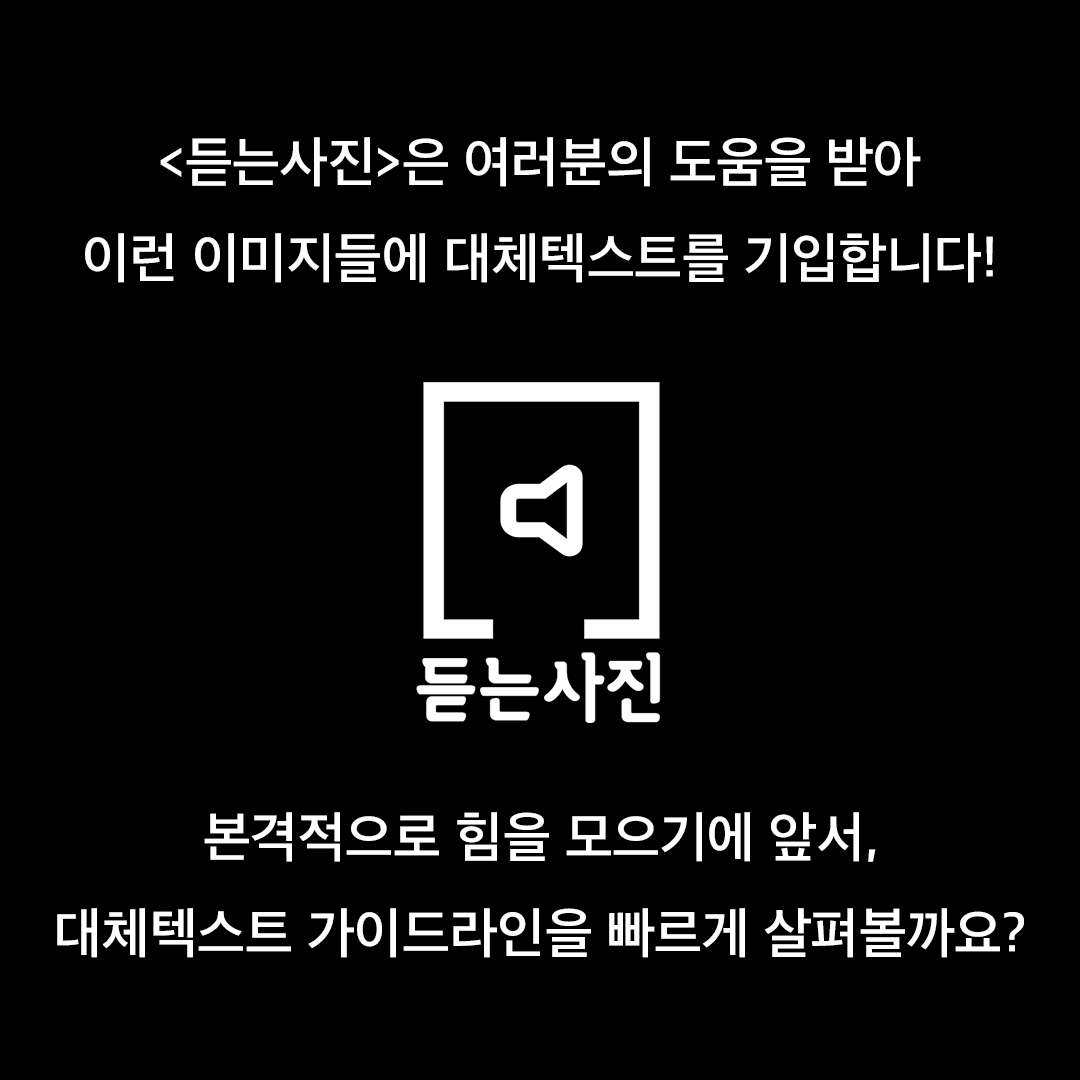 <듣는사진>은 여러분의 도움을 받아
이런 이미지들에 대체텍스트를 기입합니다!
듣는사진
본격적으로 힘을 모으기에 앞서,
대체텍스트 가이드라인을 빠르게 살펴볼까요?